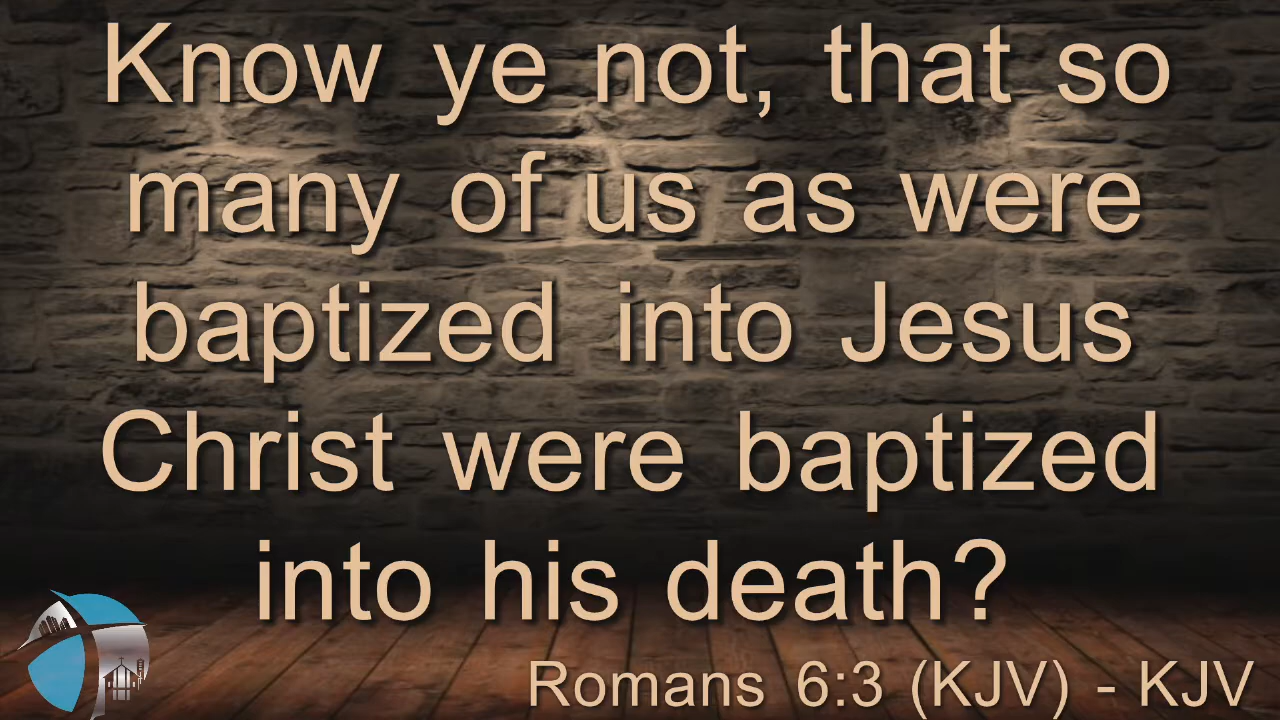 Know ye not, that so
many of us as were
baptized into Jesus
Christ were baptized
into his death?
Romans 6:3 (KJV) - KJV